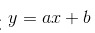 y = ax + b